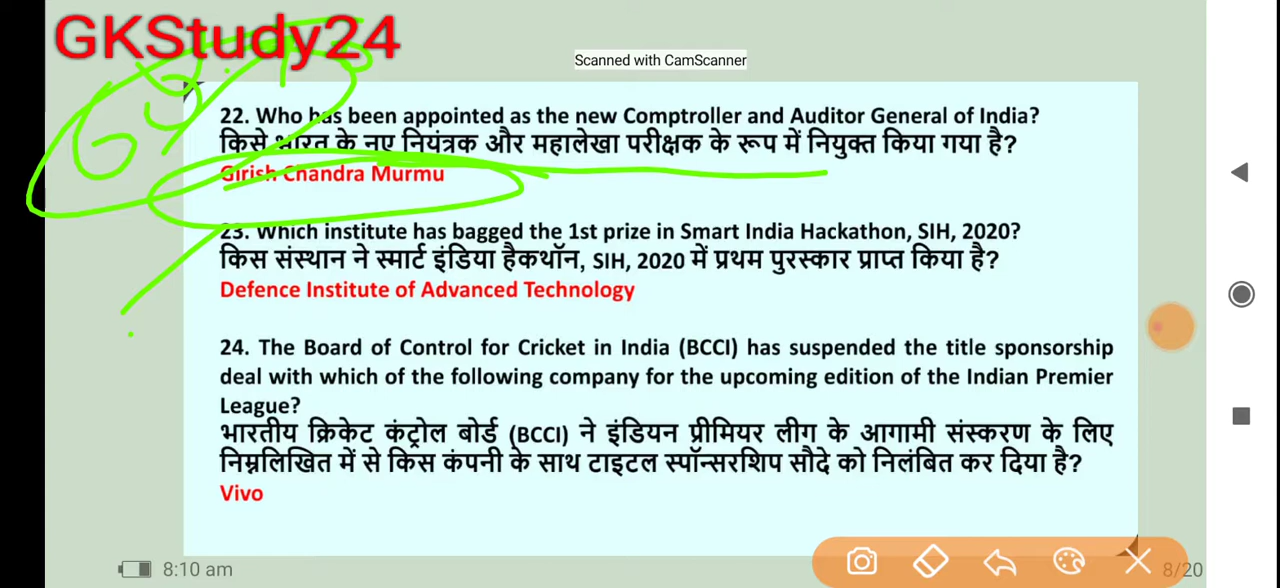 GKStudy24
Scanned with CamScanner
22. Who has been appointed as the new Comptroller and Auditor General of India?
किसे भारत के नए नियंत्रक और महालेखा परीक्षक के रूप में नियुक्त किया गया है?
Girish Chandra Murmu
23. Which institute has bagged the 1st prize in Smart India Hackathon, SIH, 2020?
किस संस्थान ने स्मार्ट इंडिया हैकथॉन, SIH, 2020 में प्रथम पुरस्कार प्राप्त किया है?
Defence Institute of Advanced Technology
24. The Board of Control for Cricket in India (BCCI) has suspended the title sponsorship
deal with which of the following company for the upcoming edition of the Indian Premier
League?
भारतीय क्रिकेट कंट्रोल बोर्ड (BCCI) ने इंडियन प्रीमियर लीग के आगामी संस्करण के लिए
निम्नलिखित में से किस कंपनी के साथ टाइटल स्पॉन्सरशिप सौदे को निलंबित कर दिया है?
Vivo
8:10 am
8/20